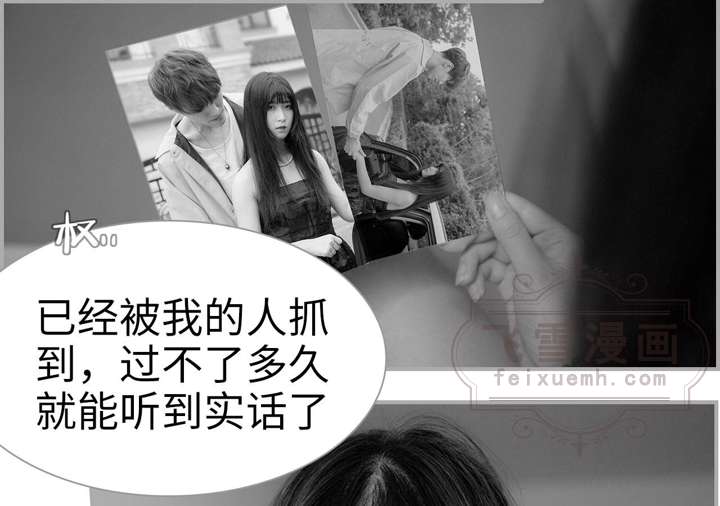 权..
已经被我的人抓
到，过不了多久
就能听到实话了
飞雪漫画
feixuemh.com